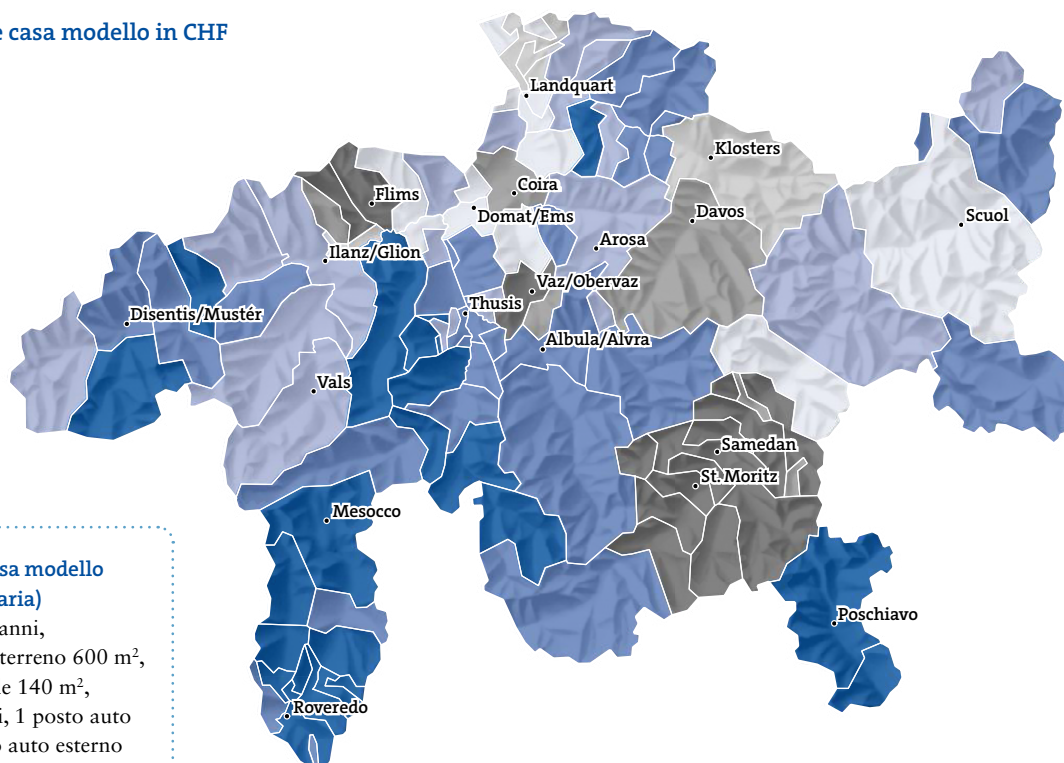 e casa modello in CHF
Landquart
Klosters
Coira
Flims
Domat/Ems
Davos
Scuol
Arosa
Ilanz/Glion
Vaz/Obervaz
Thusis
Disentis/Mustér
Albula/Alvra
Vals
Samedan
St. Moritz
Mesocco
sa modello
aria)
anni,
terreno 600 m²,
e 140 m²,
i, 1 posto auto
o auto esterno
Poschiavo
Roveredo